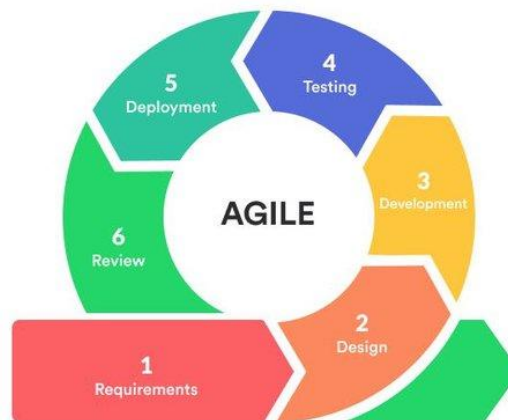 AGILE
1
Requirements
2
Design
3
Development
4
Testing
5
Deployment
6
Review